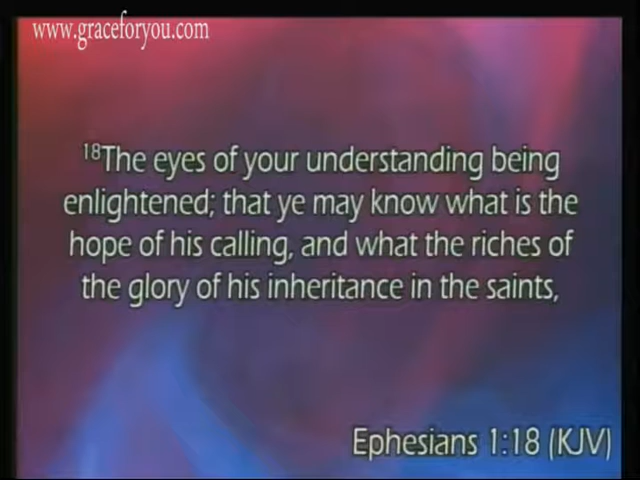 www.graceforyou.com
18The eyes of your understanding being
enlightened; that ye may know what is the
hope of his calling, and what the riches of
the glory of his inheritance in the saints,
Ephesians 1:18 (KJV)